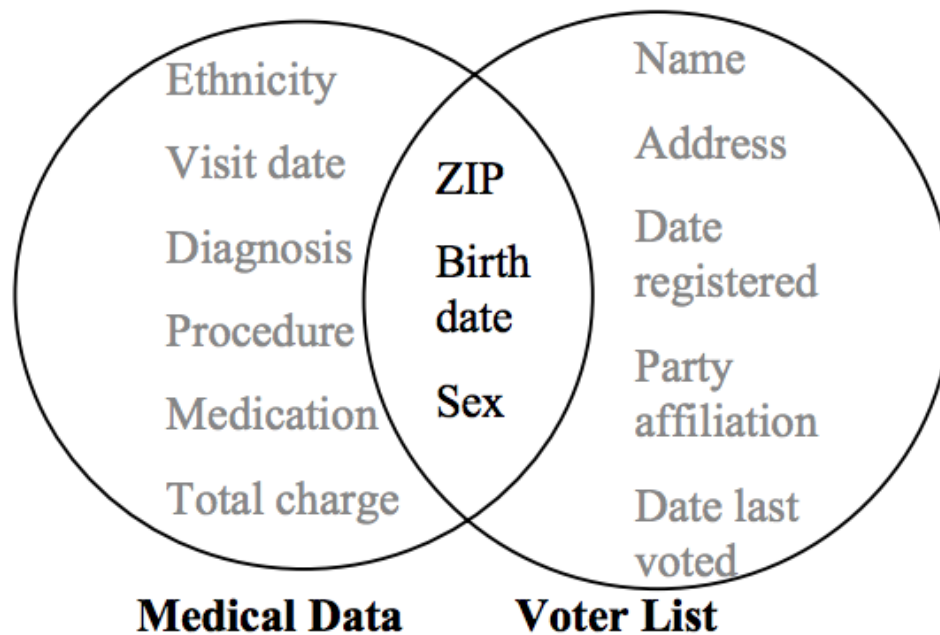 Ethnicity
Visit date
Diagnosis
Procedure
Medication
Total charge
ZIP
Birth
date
Sex
Name
Address
Date
registered
Party
affiliation
Date last
voted
Medical Data
Voter List